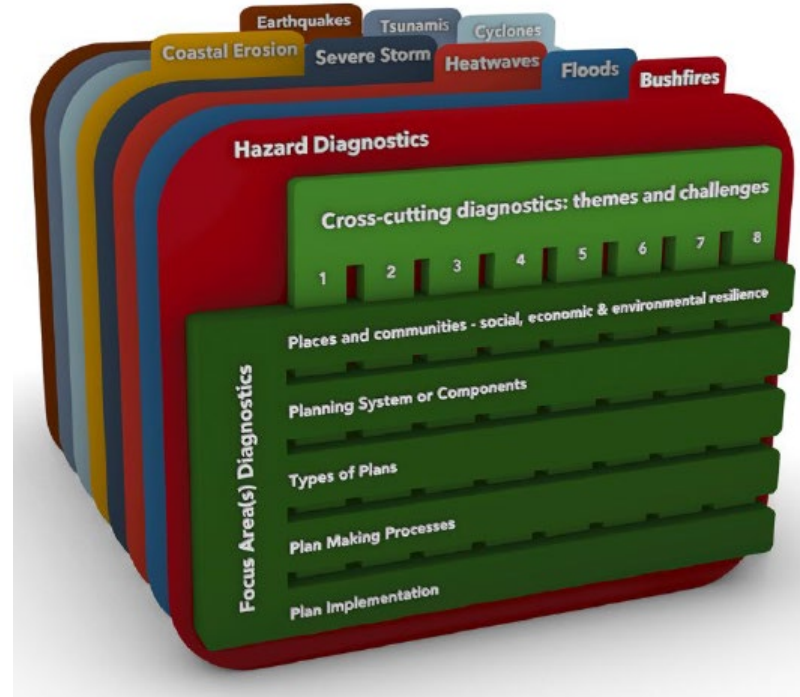 Earthquakes
Tsunamis
Cyclones
Coastal Erosion
Severe Storm
Heatwaves
Floods
Bushfires
Hazard Diagnostics
Cross-cutting diagnostics: themes and challenges
1 2 3 4 5 6 7 8
Focus Area(s) Diagnostics
Places and communities - social, economic & environmental resilience
Planning System or Components
Types of Plans
Plan Making Processes
Plan Implementation